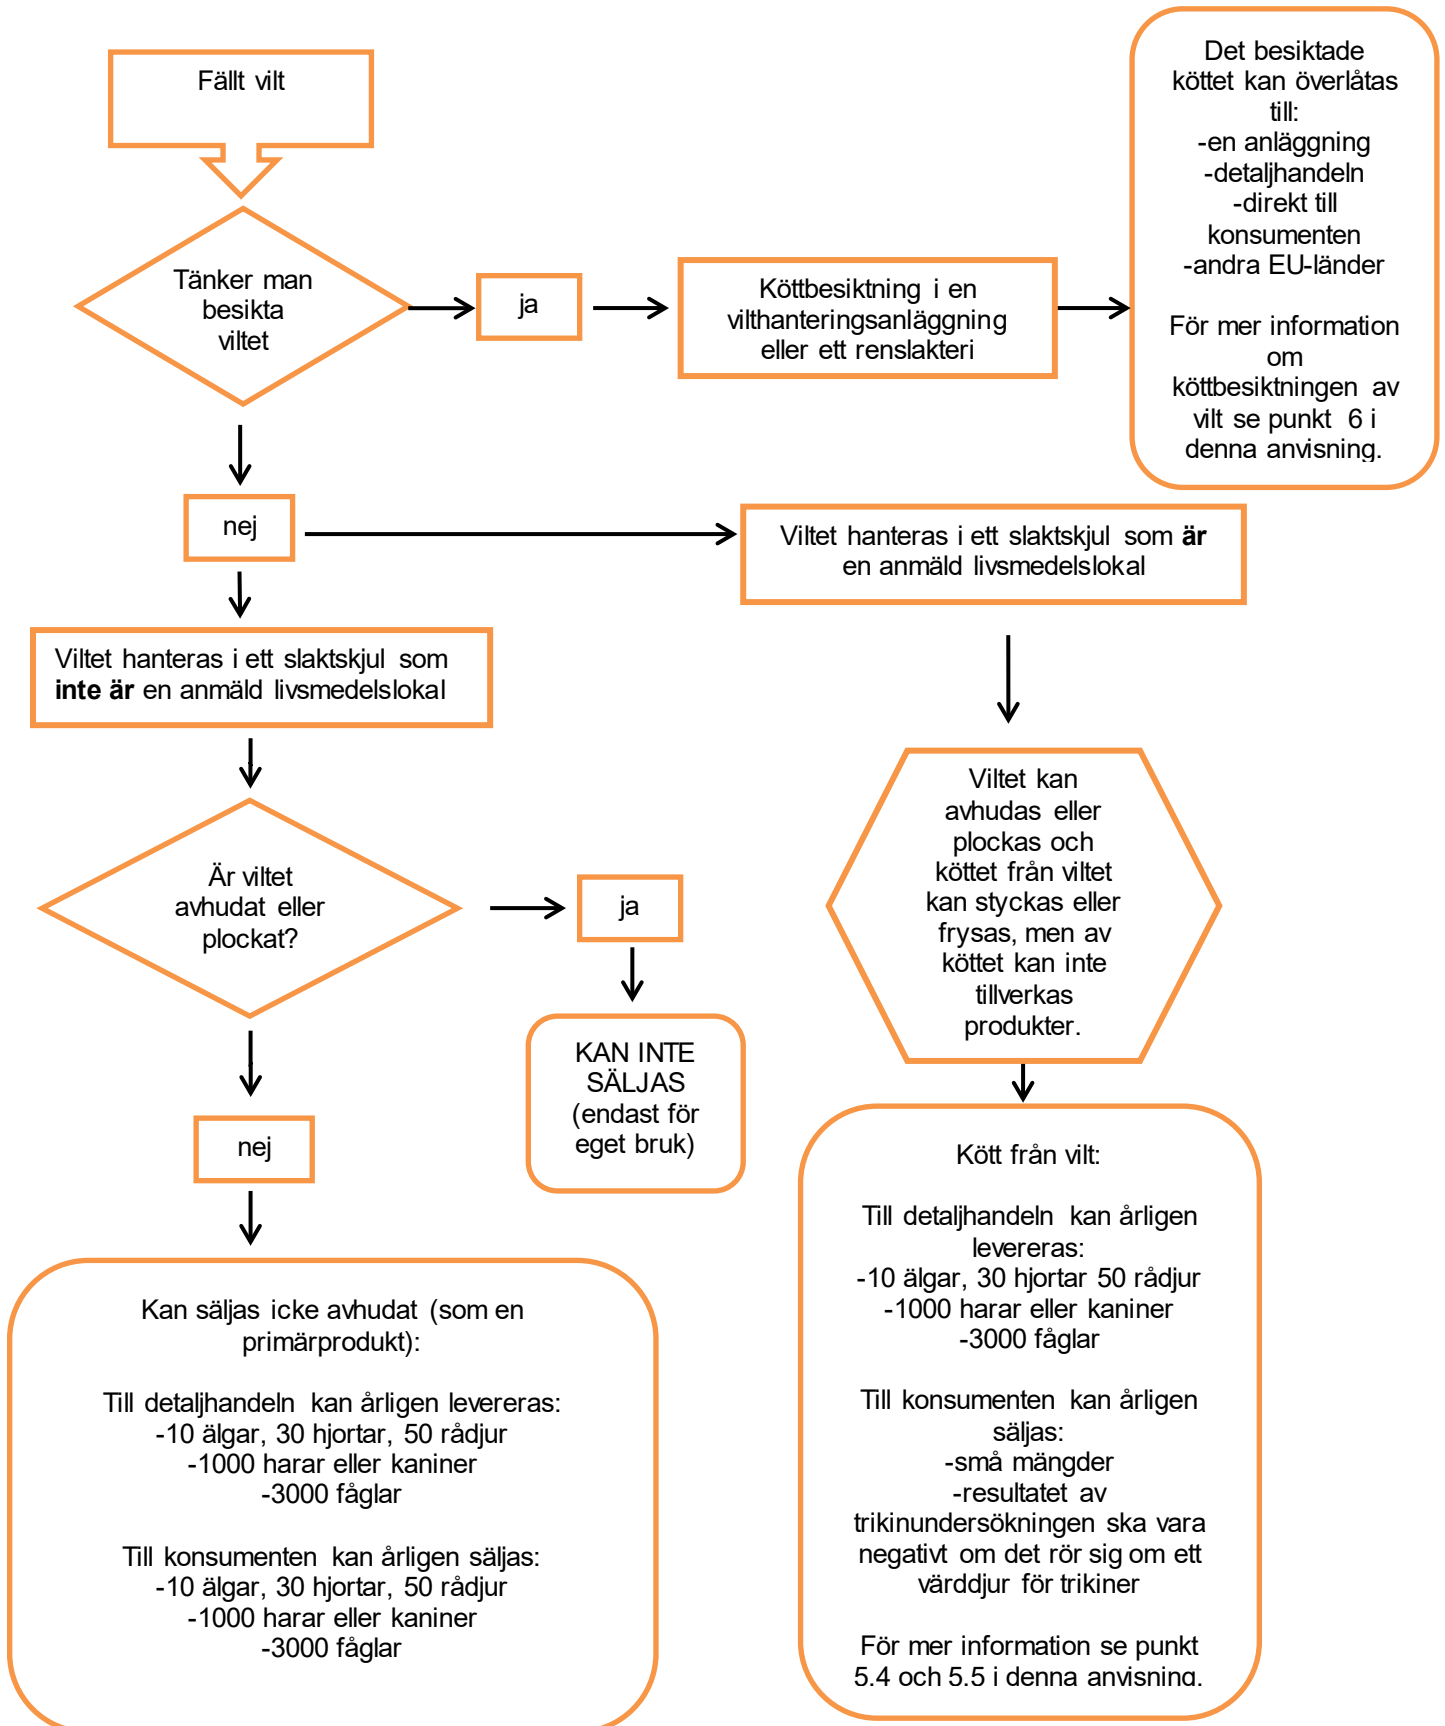 Fällt vilt
Tänker man
besikta
viltet
ja
Köttbesiktning i en
vilthanteringsanläggning
eller ett renslakteri
Det besiktade
köttet kan överlåtas
till:
-en anläggning
-detaljhandeln
-direkt till
konsumenten
-andra EU-länder
För mer information
om
köttbesiktningen av
vilt se punkt 6 i
denna anvisning.
nej
Viltet hanteras i ett slaktskjul som är
en anmäld livsmedelslokal
Viltet hanteras i ett slaktskjul som
inte är en anmäld livsmedelslokal
Är viltet
avhudat eller
plockat?
ja
KAN INTE
SÄLJAS
(endast för
eget bruk)
nej
Kan säljas icke avhudat (som en
primärprodukt):
Till detaljhandeln kan årligen levereras:
-10 älgar, 30 hjortar, 50 rådjur
-1000 harar eller kaniner
-3000 fåglar
Till konsumenten kan årligen säljas:
-10 älgar, 30 hjortar, 50 rådjur
-1000 harar eller kaniner
-3000 fåglar
Viltet kan
avhudas eller
plockas och
köttet från viltet
kan styckas eller
frysas, men av
köttet kan inte
tillverkas
produkter.
Kött från vilt:
Till detaljhandeln kan årligen
levereras:
-10 älgar, 30 hjortar 50 rådjur
-1000 harar eller kaniner
-3000 fåglar
Till konsumenten kan årligen
säljas:
-små mängder
-resultatet av
trikinundersökningen ska vara
negativt om det rör sig om ett
värddjur för trikiner
För mer information se punkt
5.4 och 5.5 i denna anvisning.